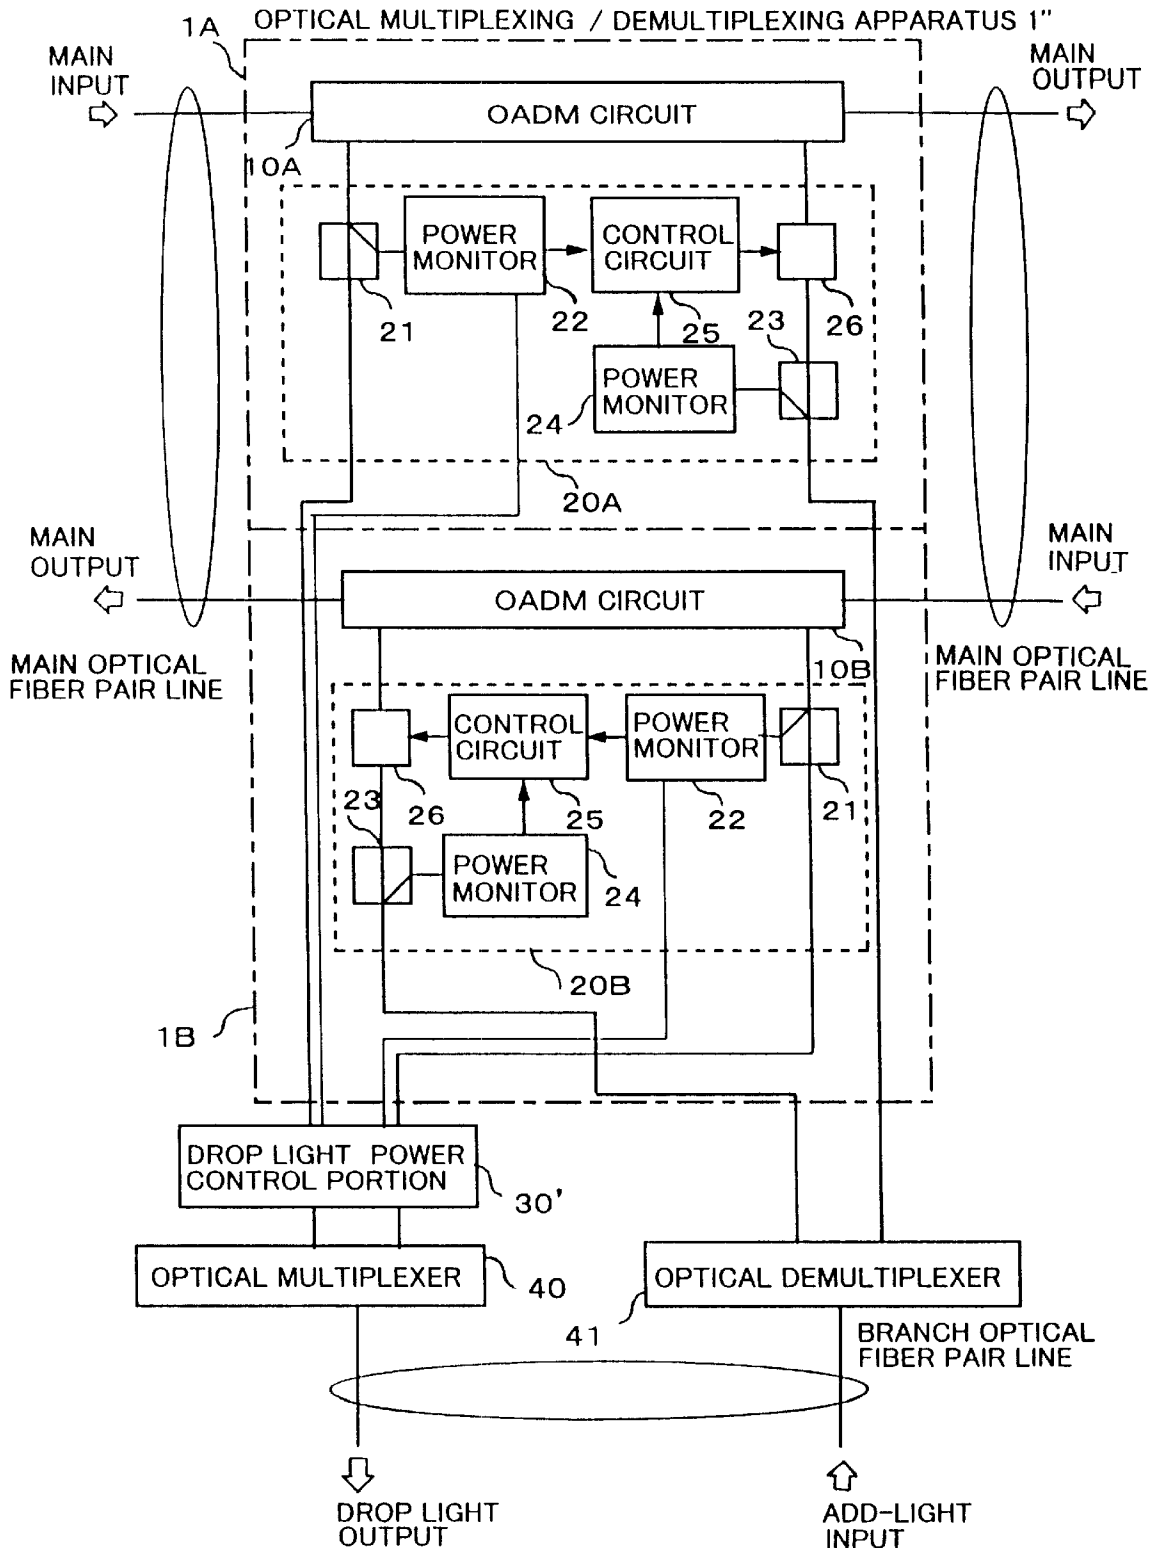 OPTICAL MULTIPLEXING / DEMULTIPLEXING APPARATUS 1"
1A
MAIN
INPUT
MAIN
OUTPUT
OADM CIRCUIT
10A
POWER
MONITOR
CONTROL
CIRCUIT
21
22
25
23
26
POWER
MONITOR
24
20A
MAIN
OUTPUT
MAIN
INPUT
OADM CIRCUIT
10B
MAIN OPTICAL
FIBER PAIR LINE
MAIN OPTICAL
FIBER PAIR LINE
CONTROL
CIRCUIT
POWER
MONITOR
23
26
25
22
21
POWER
MONITOR
24
20B
1B
DROP LIGHT POWER
CONTROL PORTION
30'
OPTICAL MULTIPLEXER
40
OPTICAL DEMULTIPLEXER
41
BRANCH OPTICAL
FIBER PAIR LINE
DROP LIGHT
OUTPUT
ADD-LIGHT
INPUT